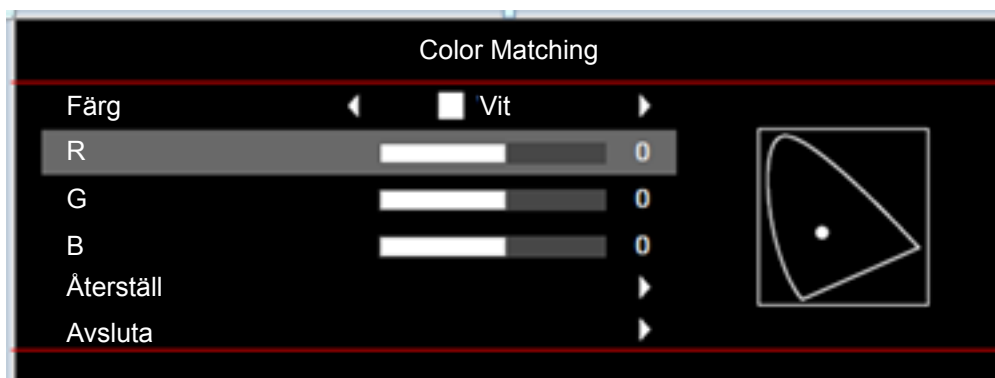 Color Matching
Färg Vit
R 0
G 0
B 0
Återställ
Avsluta